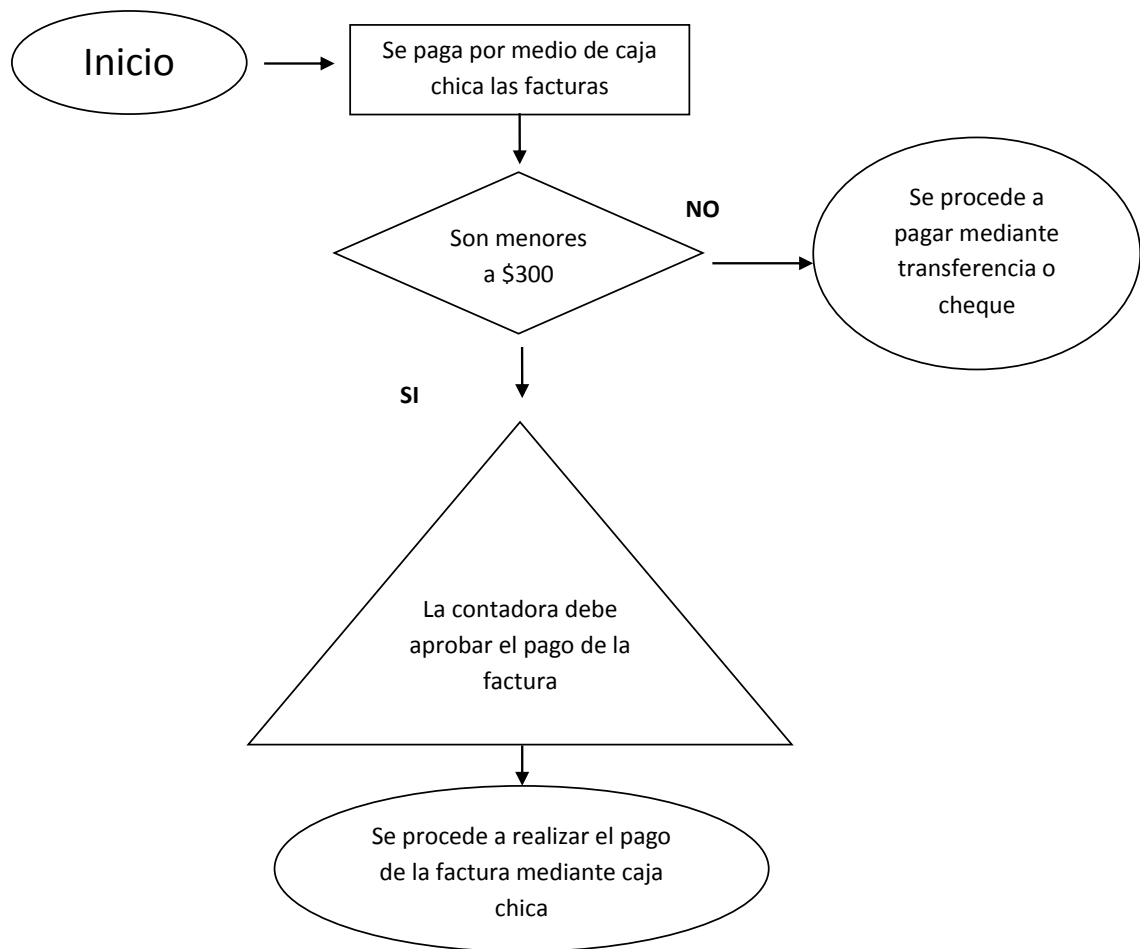 Inicio
Se paga por medio de caja
chica las facturas
Son menores
a $300
NO
Se procede a
pagar mediante
transferencia o
cheque
SI
La contadora debe
aprobar el pago de la
factura
Se procede a realizar el pago
de la factura mediante caja
chica